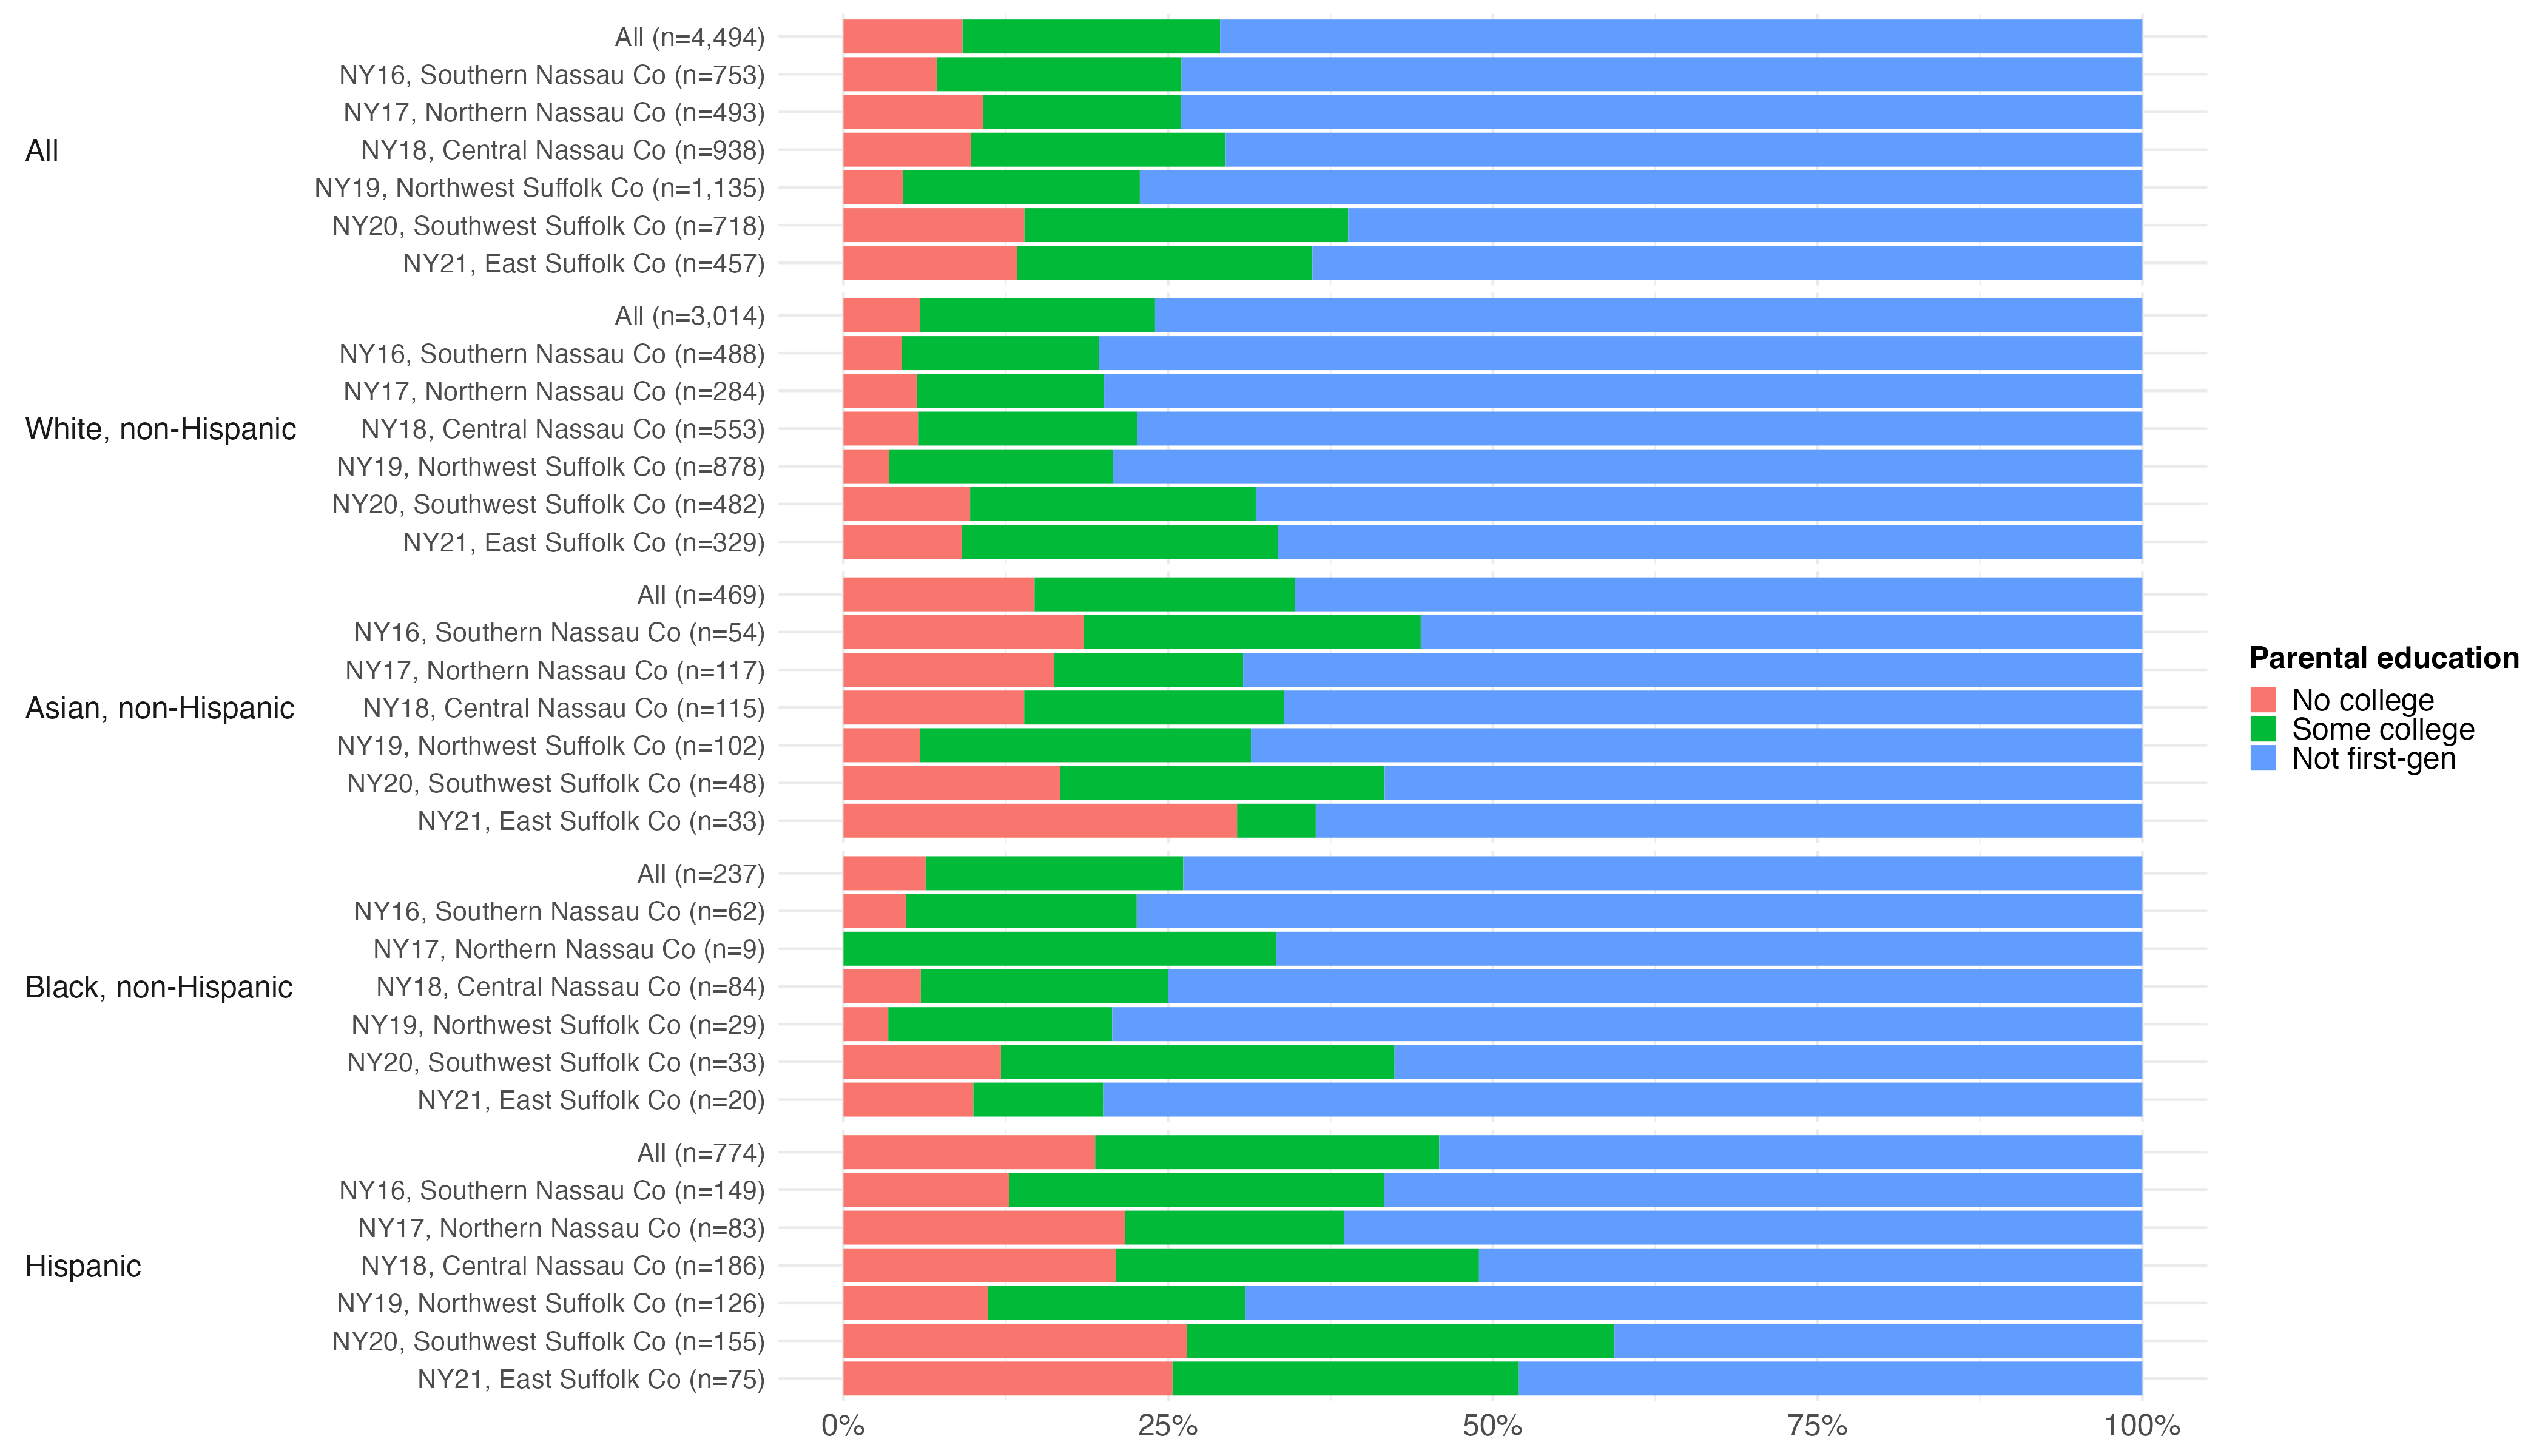 All
All (n=4,494)
NY16, Southern Nassau Co (n=753)
NY17, Northern Nassau Co (n=493)
NY18, Central Nassau Co (n=938)
NY19, Northwest Suffolk Co (n=1,135)
NY20, Southwest Suffolk Co (n=718)
NY21, East Suffolk Co (n=457)
White, non-Hispanic
All (n=3,014)
NY16, Southern Nassau Co (n=488)
NY17, Northern Nassau Co (n=284)
NY18, Central Nassau Co (n=553)
NY19, Northwest Suffolk Co (n=878)
NY20, Southwest Suffolk Co (n=482)
NY21, East Suffolk Co (n=329)
Asian, non-Hispanic
All (n=469)
NY16, Southern Nassau Co (n=54)
NY17, Northern Nassau Co (n=117)
NY18, Central Nassau Co (n=115)
NY19, Northwest Suffolk Co (n=102)
NY20, Southwest Suffolk Co (n=48)
NY21, East Suffolk Co (n=33)
Black, non-Hispanic
All (n=237)
NY16, Southern Nassau Co (n=62)
NY17, Northern Nassau Co (n=9)
NY18, Central Nassau Co (n=84)
NY19, Northwest Suffolk Co (n=29)
NY20, Southwest Suffolk Co (n=33)
NY21, East Suffolk Co (n=20)
Hispanic
All (n=774)
NY16, Southern Nassau Co (n=149)
NY17, Northern Nassau Co (n=83)
NY18, Central Nassau Co (n=186)
NY19, Northwest Suffolk Co (n=126)
NY20, Southwest Suffolk Co (n=155)
NY21, East Suffolk Co (n=75)
0% 25% 50% 75% 100%
Parental education
No college
Some college
Not first-gen